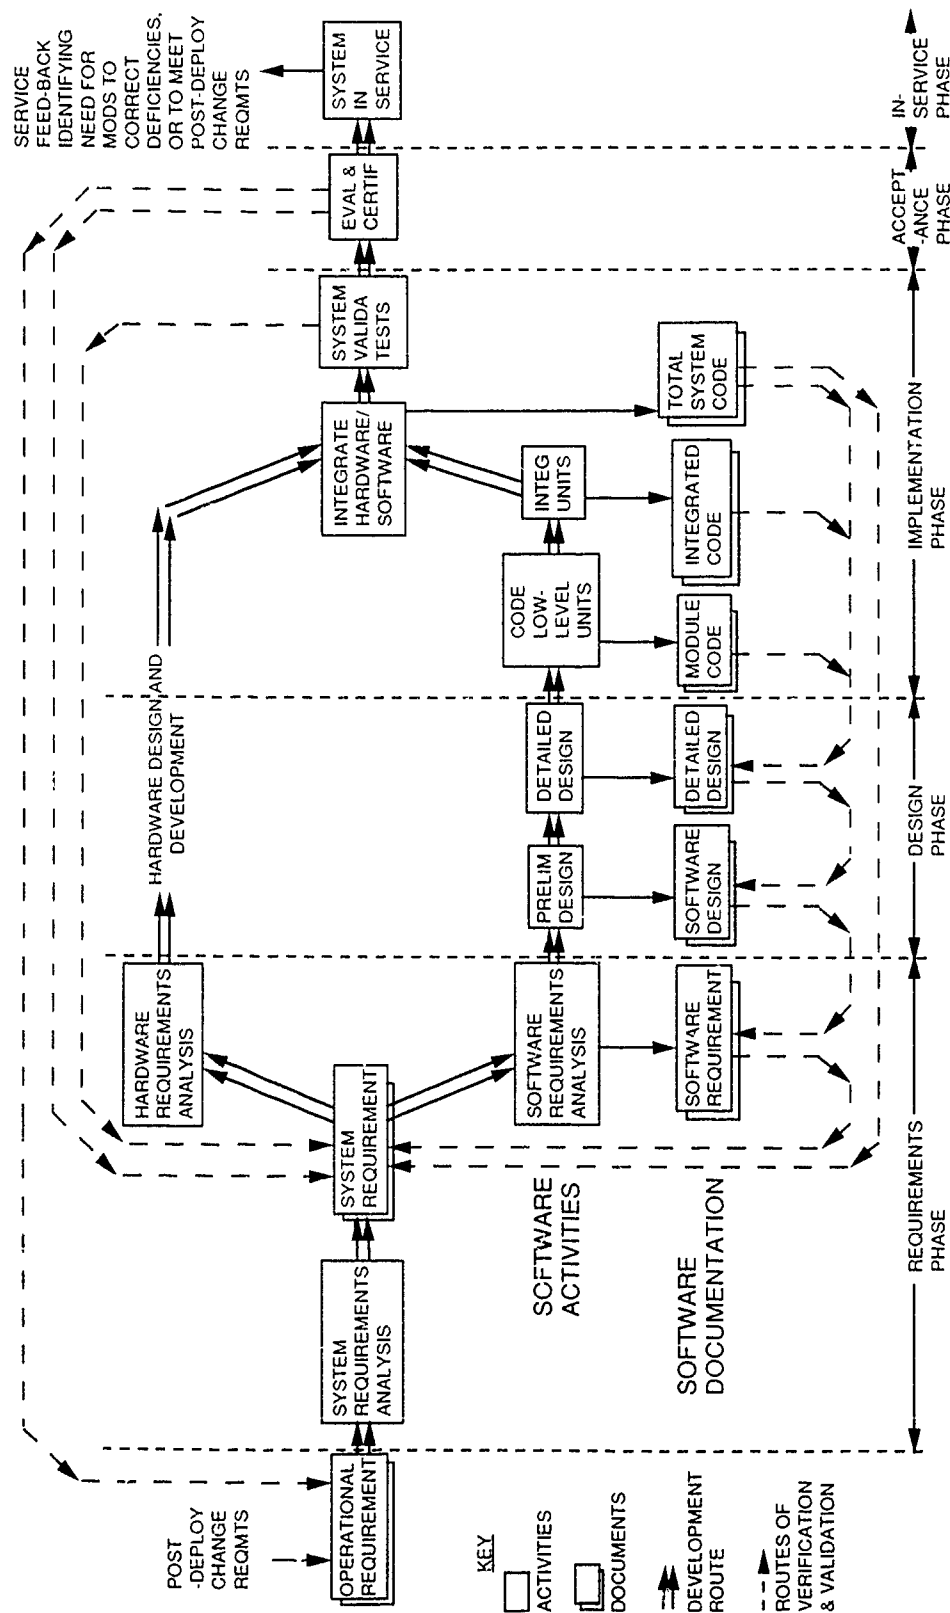 SERVICE
FEED-BACK
IDENTIFYING
NEED FOR
MODS TO
CORRECT
DEFICIENCIES,
OR TO MEET
POST-DEPLOY
CHANGE
REQMTS
POST
-DEPLOY
CHANGE
REQMTS
OPERATIONAL
REQUIREMENT
SYSTEM
REQUIREMENTS
ANALYSIS
SYSTEM
REQUIREMENT
HARDWARE
REQUIREMENTS
ANALYSIS
HARDWARE DESIGN AND
DEVELOPMENT
INTEGRATE
HARDWARE/
SOFTWARE
SYSTEM
VALIDA
TESTS
EVAL &
CERTIF
SYSTEM
IN
SERVICE
SOFTWARE
REQUIREMENTS
ANALYSIS
PRELIM
DESIGN
DETAILED
DESIGN
CODE
LOW-
LEVEL
UNITS
INTEG
UNITS
SCFTWARE
ACTIVITIES
SOFTWARE
REQUIREMENT
SOFTWARE
DESIGN
DETAILED
DESIGN
MODULE
CODE
INTEGRATED
CODE
TOTAL
SYSTEM
CODE
SOFTWARE
DOCUMENTATION
KEY
ACTIVITIES
DOCUMENTS
DEVELOPMENT
ROUTE
ROUTES OF
VERIFICATION
& VALIDATION
REQUIREMENTS
PHASE
DESIGN
PHASE
IMPLEMENTATION
PHASE
ACCEPT
-ANCE
PHASE
IN-
SERVICE
PHASE